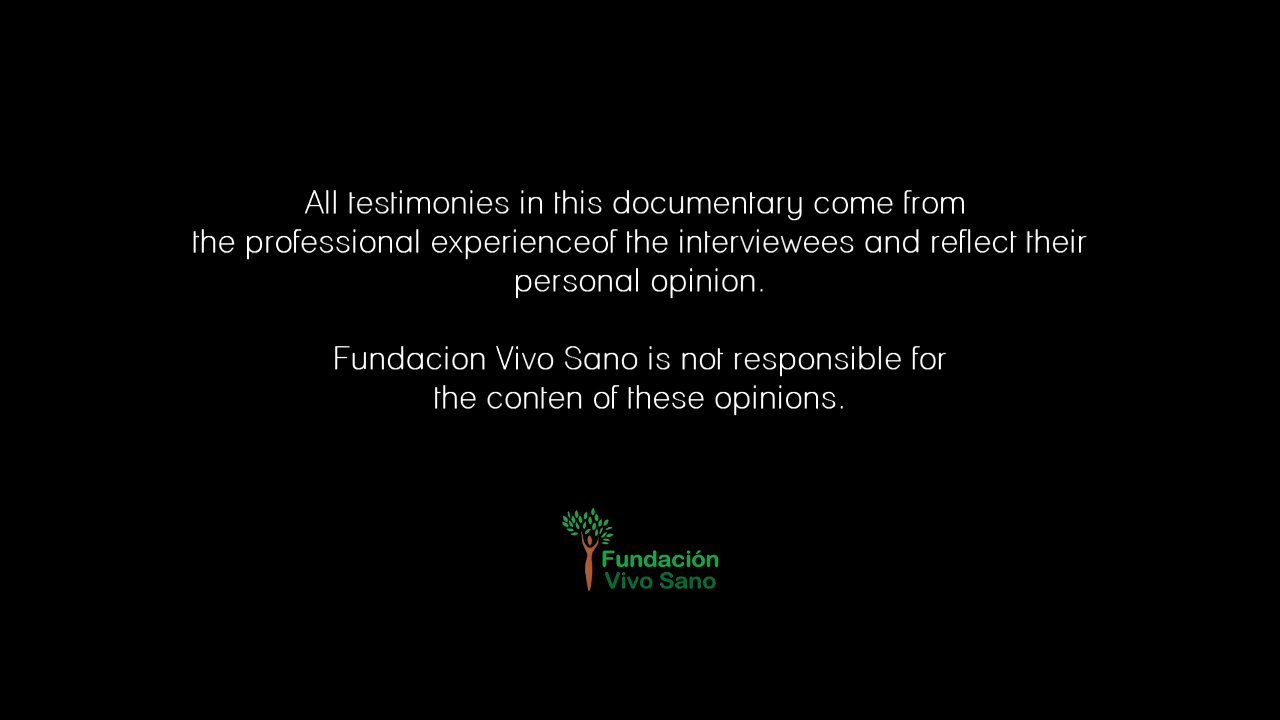 All testimonies in this documentary come from
the professional experienceof the interviewees and reflect their
personal opinion.
Fundacion Vivo Sano is not responsible for
the conten of these opinions.
Fundación
Vivo Sano